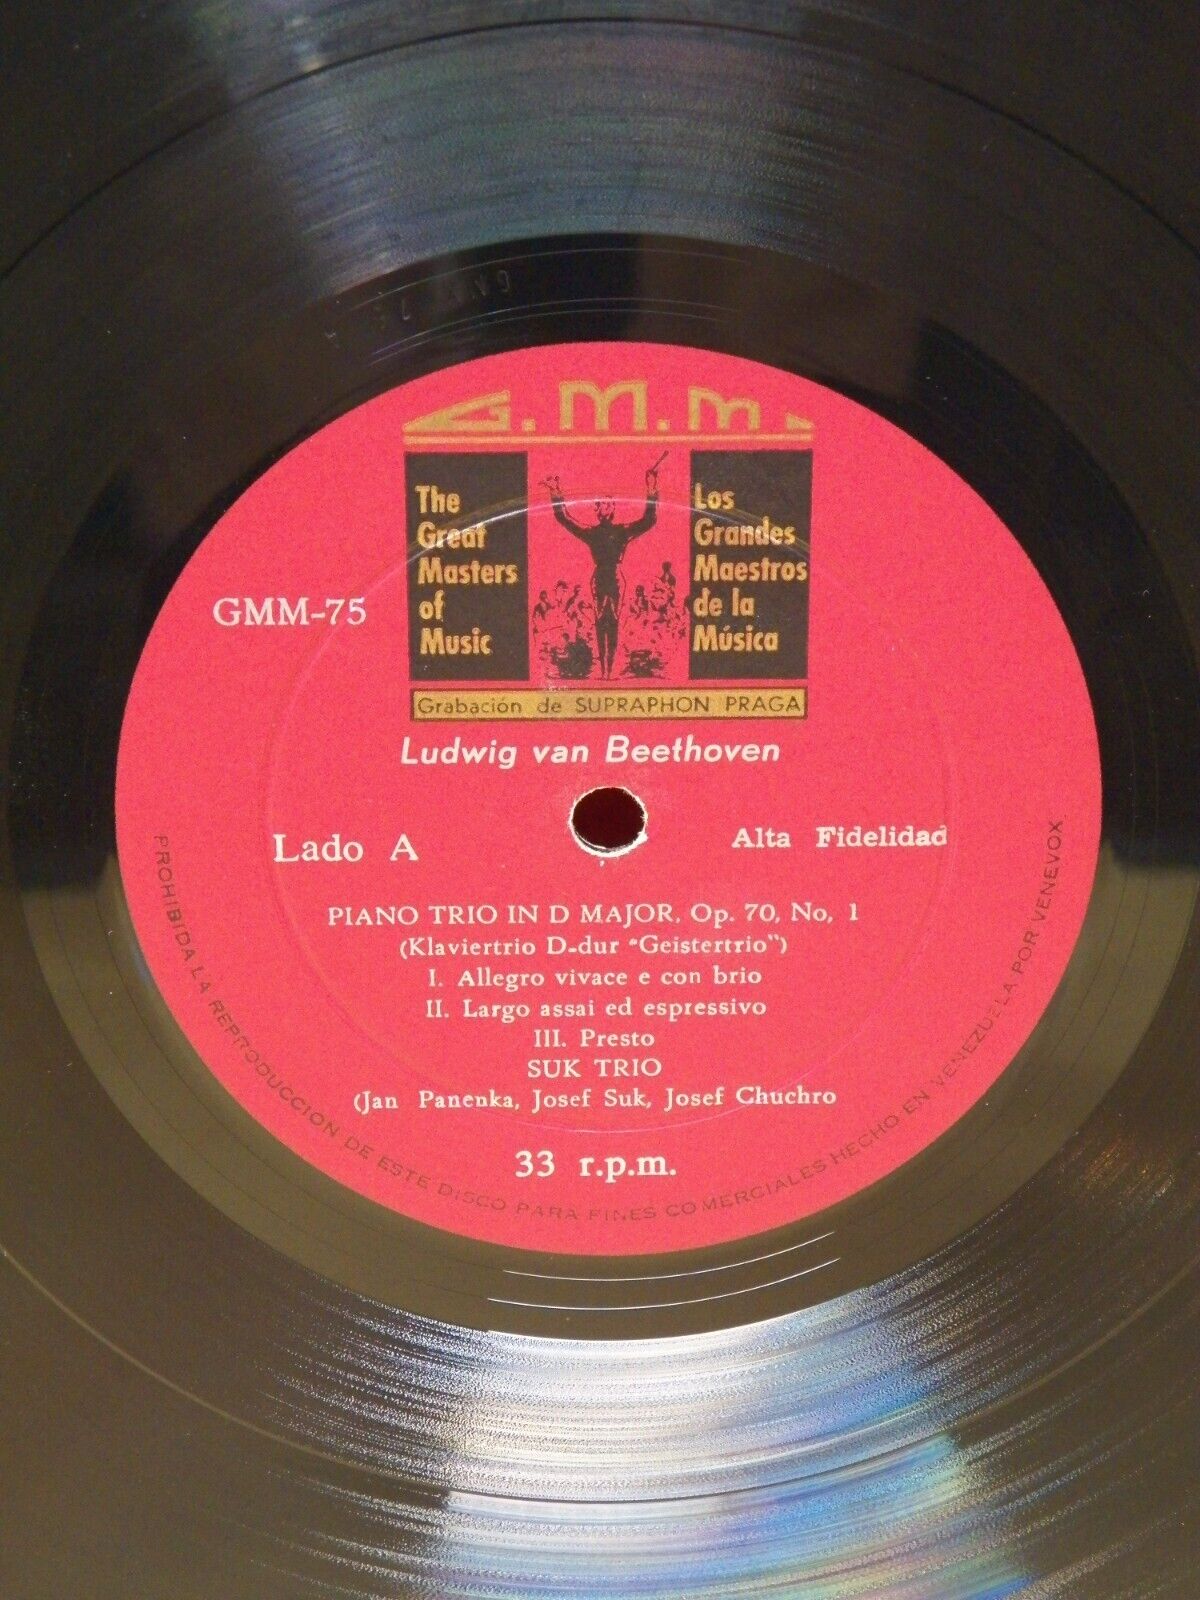 G.M.M.
The
Great
Masters
of
Music
Los
Grandes
Maestros
de la
Música
GMM-75
Grabación de SUPRAPHON PRAGA
Ludwig van Beethoven
Lado A
Alta Fidelidad
PIANO TRIO IN D MAJOR, Op. 70, No, 1
(Klaviertrio D-dur "Geistertrio")
I. Allegro vivace e con brio
II. Largo assai ed espressivo
III. Presto
SUK TRIO
(Jan Panenka, Josef Suk, Josef Chuchro
33 r.p.m.
PROHIBIDA LA REPRODUCCION DE ESTE DISCO PARA FINES COMERCIALES HECHO EN VENEZUELA, POR VENEVOX.